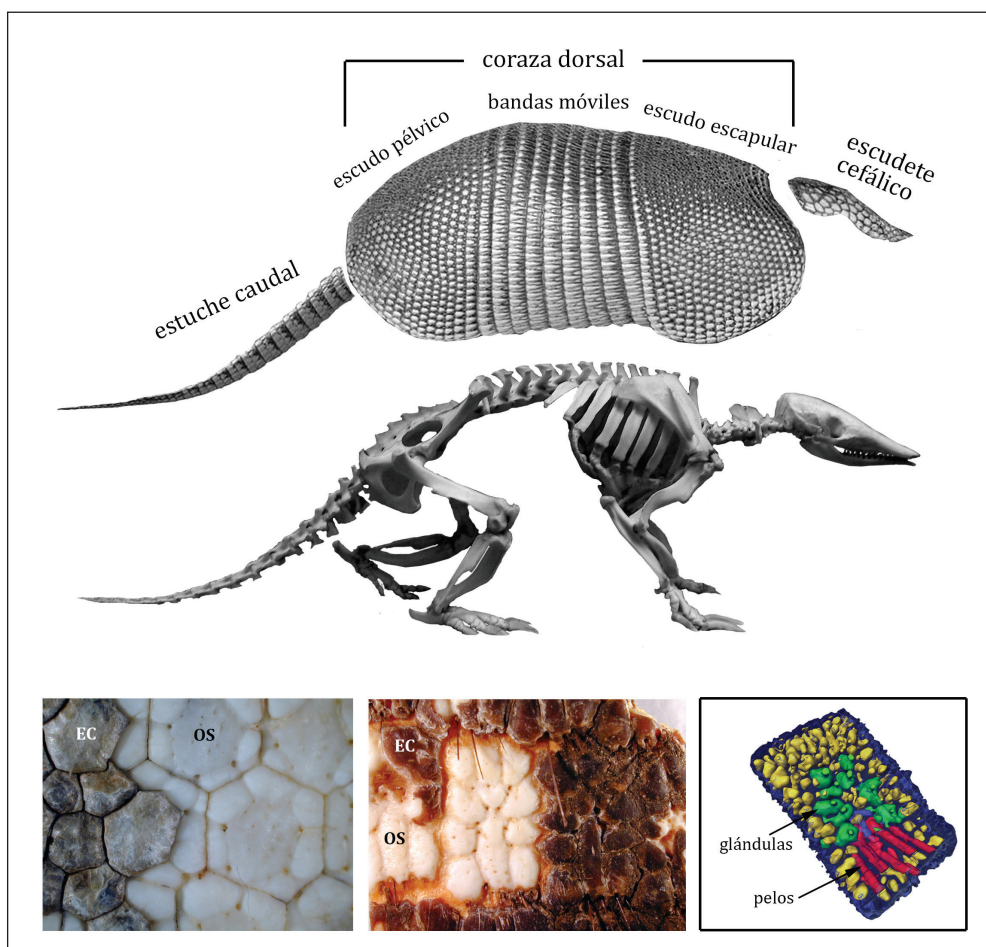 coraza dorsal
bandas móviles
escudo pélvico
escudo escapular
escudete
cefálico
estuche caudal
EC
OS
EC
OS
glándulas
pelos